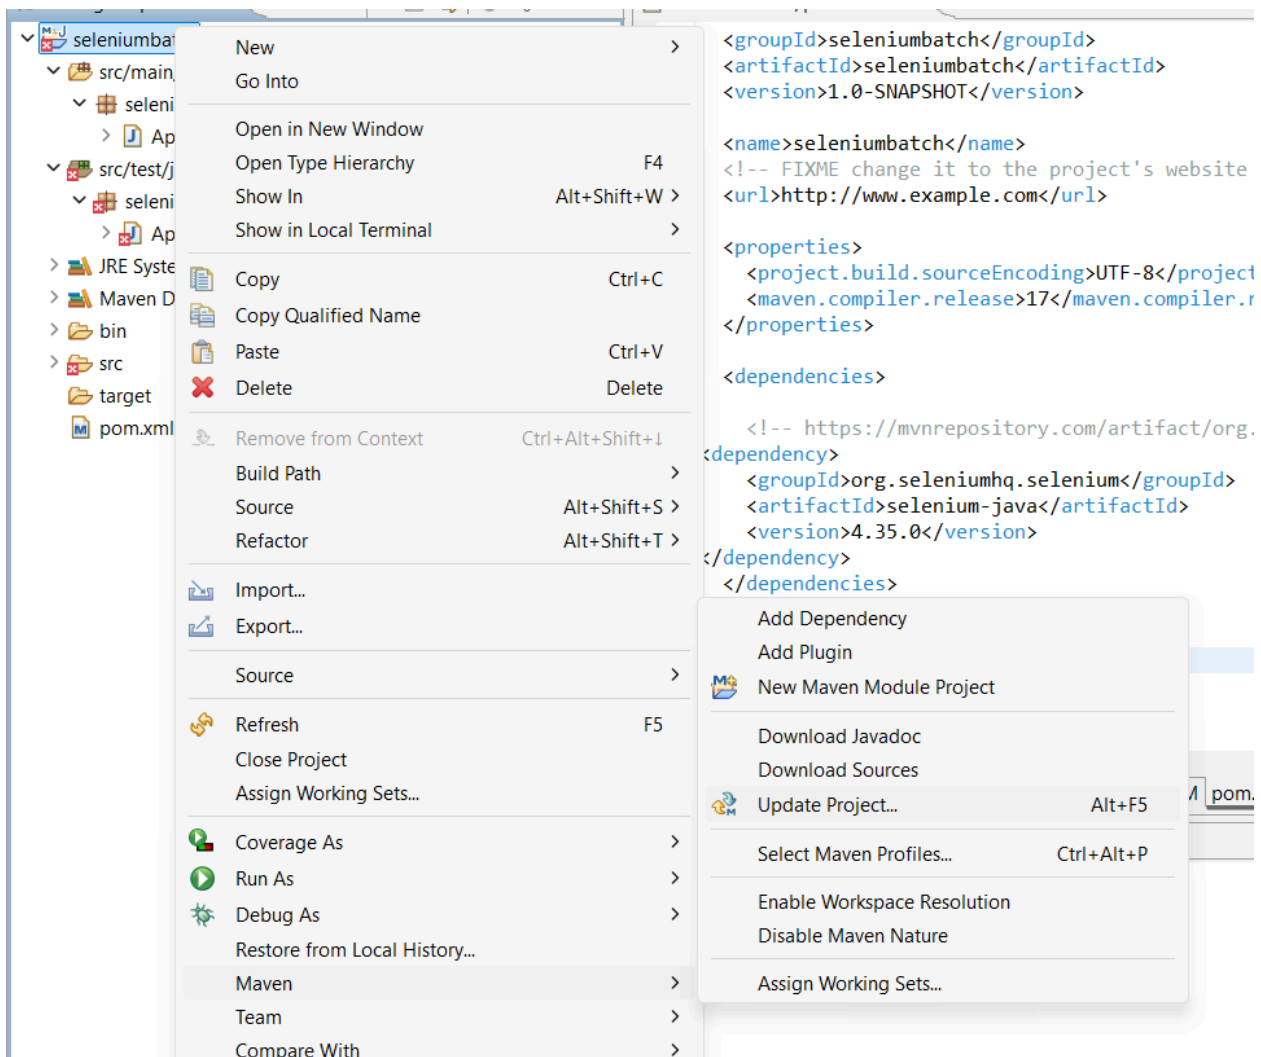 seleniumbat
src/main,
seleni
Ap
src/test/j
seleni
Ap
JRE Syste
Maven D
bin
src
target
pom.xml
New
Go Into
Open in New Window
Open Type Hierarchy F4
Show In Alt+Shift+W
Show in Local Terminal
Copy Ctrl+C
Copy Qualified Name
Paste Ctrl+V
Delete Delete
Remove from Context Ctrl+Alt+Shift+↓
Build Path
Source Alt+Shift+S
Refactor Alt+Shift+T
Import...
Export...
Source
Refresh F5
Close Project
Assign Working Sets...
Coverage As
Run As
Debug As
Restore from Local History...
Maven
Team
Compare With
<groupId>seleniumbatch</groupId>
<artifactId>seleniumbatch</artifactId>
<version>1.0-SNAPSHOT</version>
<name>seleniumbatch</name>
<!-- FIXME change it to the project's website
<url>http://www.example.com</url>
<properties>
<project.build.sourceEncoding>UTF-8</project
<maven.compiler.release>17</maven.compiler.r
</properties>
<dependencies>
<!-- https://mvnrepository.com/artifact/org.
<dependency>
<groupId>org.seleniumhq.selenium</groupId>
<artifactId>selenium-java</artifactId>
<version>4.35.0</version>
</dependency>
</dependencies>
Add Dependency
Add Plugin
New Maven Module Project
Download Javadoc
Download Sources
Update Project... Alt+F5
Select Maven Profiles... Ctrl+Alt+P
Enable Workspace Resolution
Disable Maven Nature
Assign Working Sets...
pom.